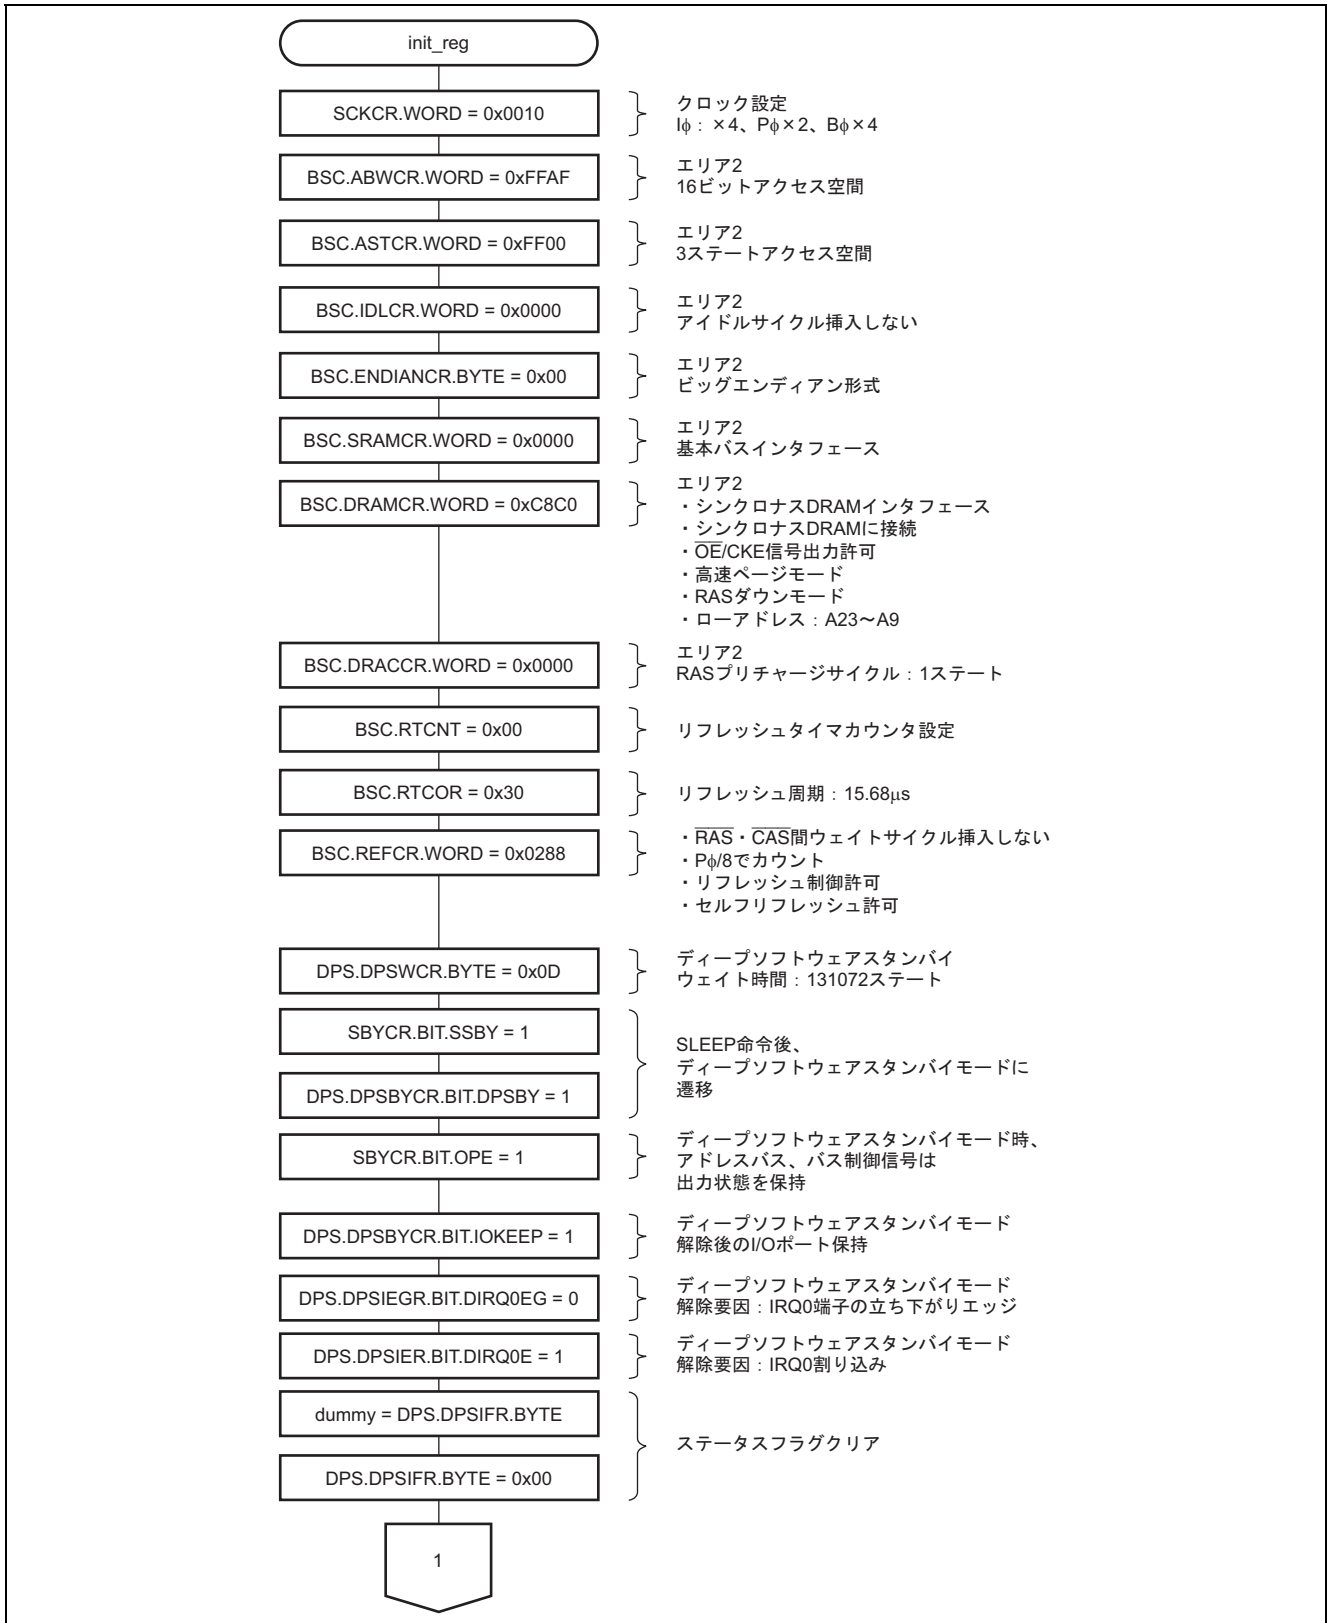 init_reg
SCKCR.WORD = 0x0010
クロック設定
Iφ：×4、Pφ×2、Bφ×4
BSC.ABWCR.WORD = 0xFFAF
エリア2
16ビットアクセス空間
BSC.ASTCR.WORD = 0xFF00
エリア2
3ステートアクセス空間
BSC.IDLCR.WORD = 0x0000
エリア2
アイドルサイクル挿入しない
BSC.ENDIANCR.BYTE = 0x00
エリア2
ビッグエンディアン形式
BSC.SRAMCR.WORD = 0x0000
エリア2
基本バスインタフェース
BSC.DRAMCR.WORD = 0xC8C0
エリア2
・シンクロナスDRAMインタフェース
・シンクロナスDRAMに接続
・OE/CKE信号出力許可
・高速ページモード
・RASダウンモード
・ローアドレス：A23～A9
BSC.DRACCR.WORD = 0x0000
エリア2
RASプリチャージサイクル：1ステート
BSC.RTCNT = 0x00
リフレッシュタイマカウンタ設定
BSC.RTCOR = 0x30
リフレッシュ周期：15.68μs
BSC.REFCR.WORD = 0x0288
・RAS・CAS間ウェイトサイクル挿入しない
・Pφ/8でカウント
・リフレッシュ制御許可
・セルフリフレッシュ許可
DPS.DPSWCR.BYTE = 0x0D
ディープソフトウェアスタンバイ
ウェイト時間：131072ステート
SBYCR.BIT.SSBY = 1
DPS.DPSBYCR.BIT.DPSBY = 1
SLEEP命令後、
ディープソフトウェアスタンバイモードに
遷移
SBYCR.BIT.OPE = 1
ディープソフトウェアスタンバイモード時、
アドレスバス、バス制御信号は
出力状態を保持
DPS.DPSBYCR.BIT.IOKEEP = 1
ディープソフトウェアスタンバイモード
解除後のI/Oポート保持
DPS.DPSIEGR.BIT.DIRQ0EG = 0
ディープソフトウェアスタンバイモード
解除要因：IRQ0端子の立ち下がりエッジ
DPS.DPSIER.BIT.DIRQ0E = 1
ディープソフトウェアスタンバイモード
解除要因：IRQ0割り込み
dummy = DPS.DPSIFR.BYTE
DPS.DPSIFR.BYTE = 0x00
ステータスフラグクリア
1